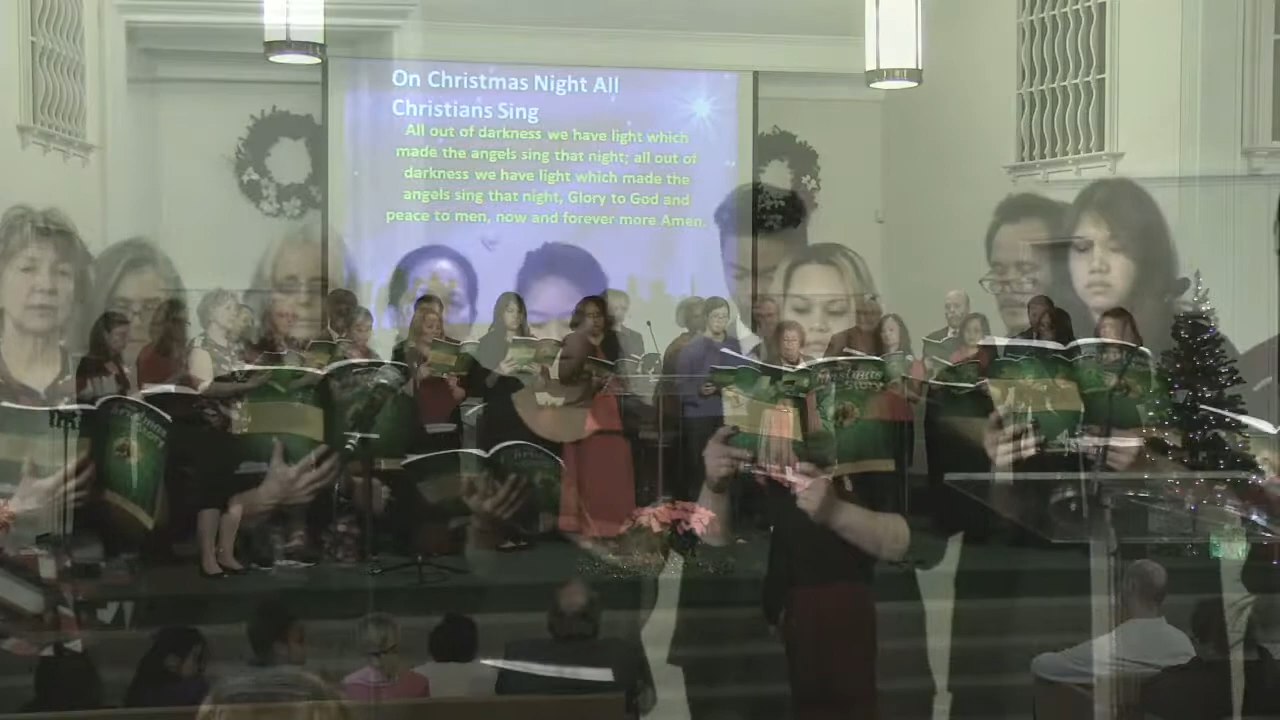 On Christmas Night All
Christians Sing
All out of darkness we have light which
made the angels sing that night; all out of
darkness we have light which made the
angels sing that night, Glory to God and
peace to men, now and forever more Amen.
Story